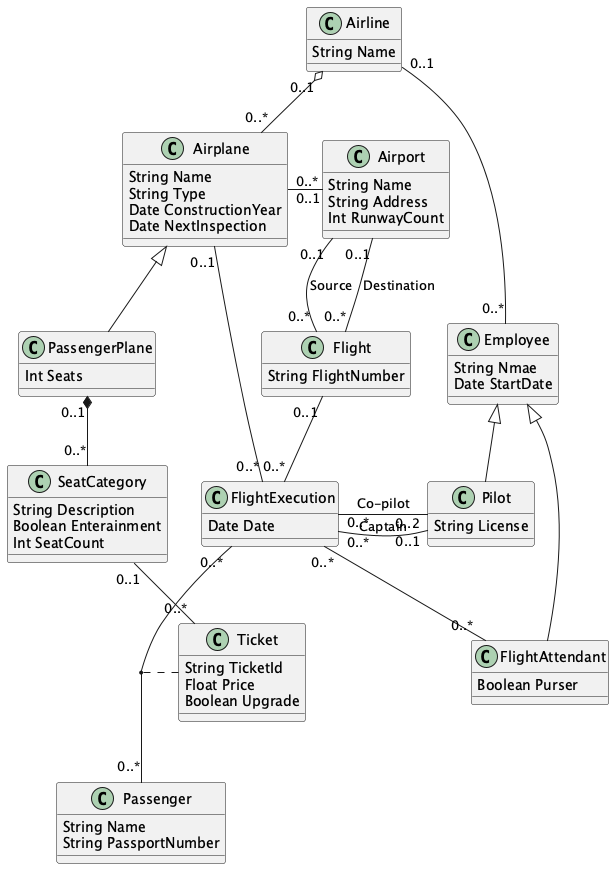 C Airline
String Name
0..1
0..1
0..*
C Airplane
String Name
String Type
Date ConstructionYear
Date NextInspection
0..*
0..1
C Airport
String Name
String Address
Int RunwayCount
0..1
0..1
0..1
Source
Destination
0..*
0..*
0..*
C PassengerPlane
Int Seats
C Flight
String FlightNumber
C Employee
String Nmae
Date StartDate
0..1
0..1
0..*
0..*
0..*
C SeatCategory
String Description
Boolean Enterainment
Int SeatCount
C FlightExecution
Date Date
Co-pilot
0..*
0..2
Captain
0..*
0..1
C Pilot
String License
0..1
0..*
0..*
0..*
0..*
C Ticket
String TicketId
Float Price
Boolean Upgrade
C FlightAttendant
Boolean Purser
0..*
C Passenger
String Name
String PassportNumber